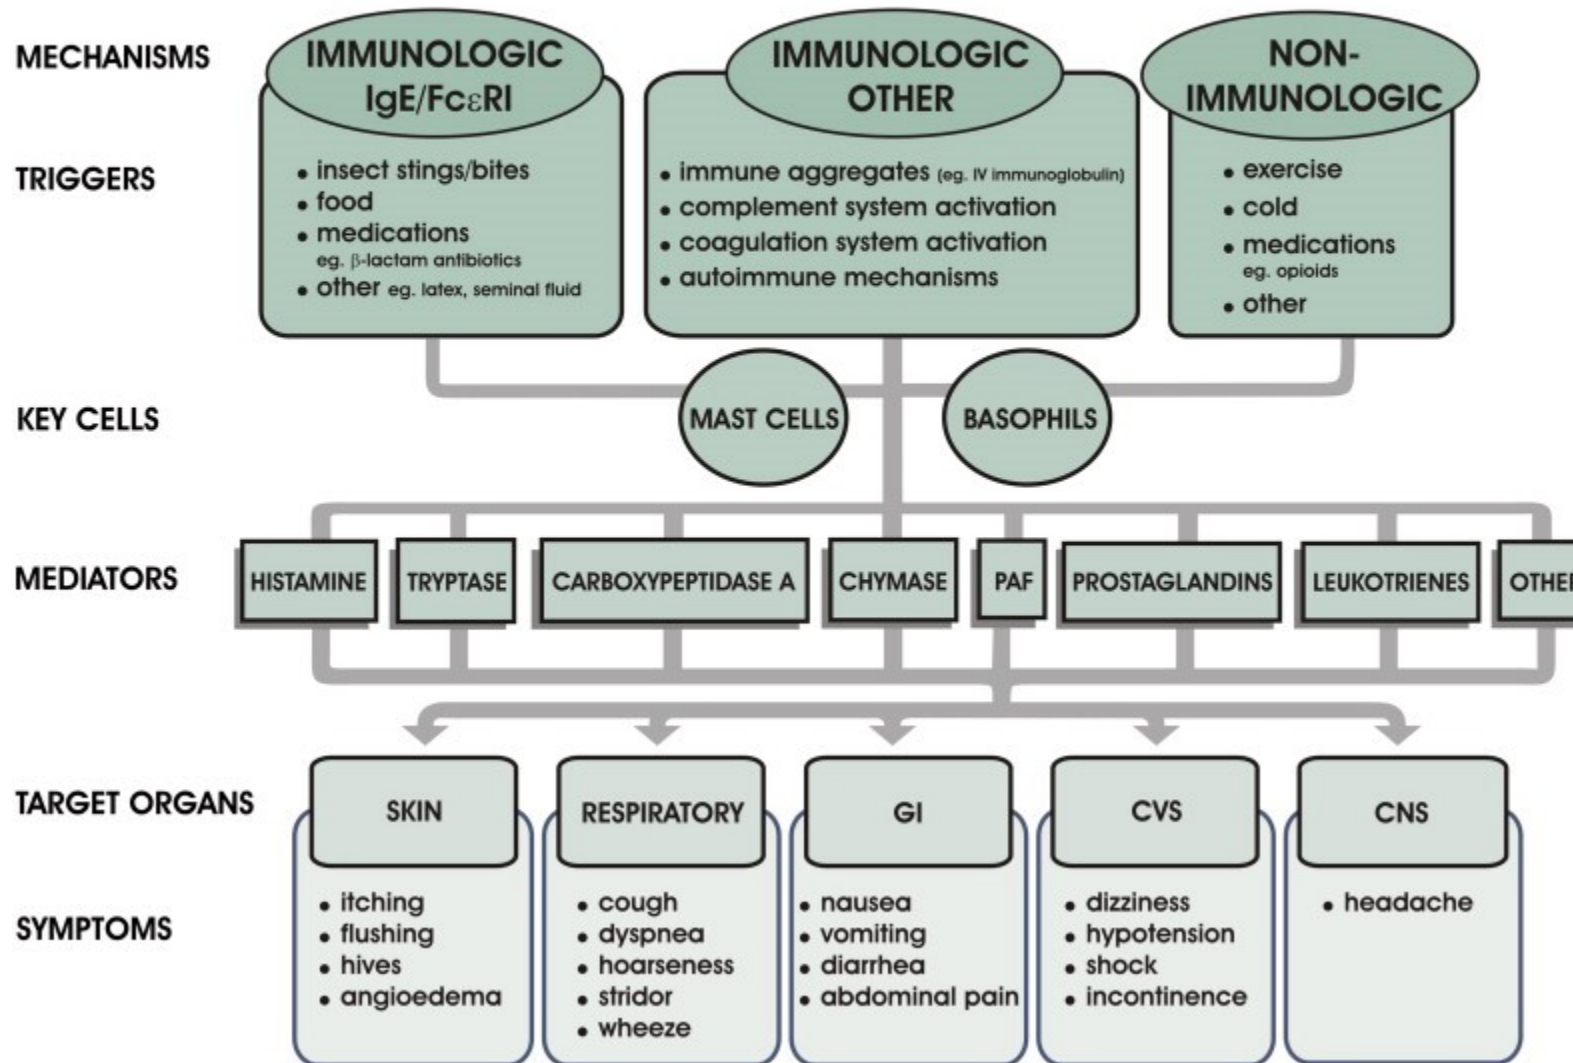 MECHANISMS
IMMUNOLOGIC
IgE/FcεRI
IMMUNOLOGIC
OTHER
NON-
IMMUNOLOGIC
TRIGGERS
• insect stings/bites
• food
• medications
eg. β-lactam antibiotics
• other eg. latex, seminal fluid
• immune aggregates (eg. IV immunoglobulin)
• complement system activation
• coagulation system activation
• autoimmune mechanisms
• exercise
• cold
• medications
eg. opioids
• other
KEY CELLS
MAST CELLS
BASOPHILS
MEDIATORS
HISTAMINE
TRYPTASE
CARBOXYPEPTIDASE A
CHYMASE
PAF
PROSTAGLANDINS
LEUKOTRIENES
OTHER
TARGET ORGANS
SKIN
RESPIRATORY
GI
CVS
CNS
SYMPTOMS
• itching
• flushing
• hives
• angioedema
• cough
• dyspnea
• hoarseness
• stridor
• wheeze
• nausea
• vomiting
• diarrhea
• abdominal pain
• dizziness
• hypotension
• shock
• incontinence
• headache